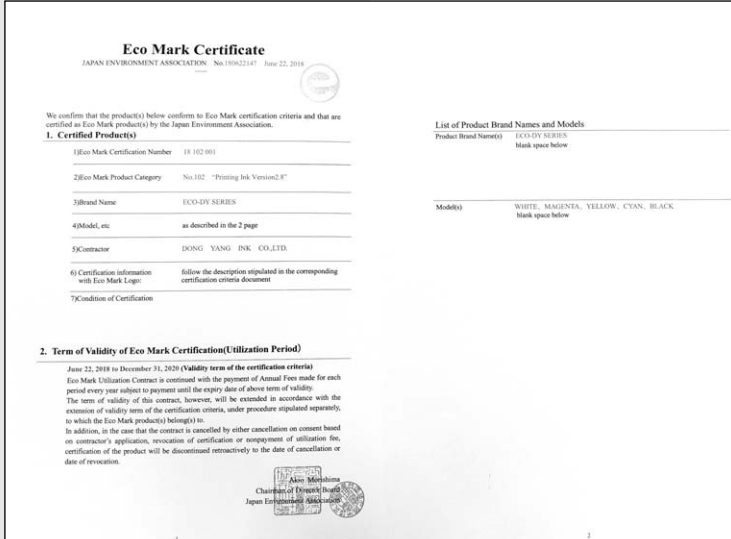 Eco Mark Certificate
JAPAN ENVIRONMENT ASSOCIATION No.180622147 June 22, 2018
We confirm that the product(s) below conform to Eco Mark certification criteria and that are
certified as Eco Mark product(s) by the Japan Environment Association.
1. Certified Product(s)
1)Eco Mark Certification Number 18 102 001
2)Eco Mark Product Category No.102 "Printing Ink Version2.8"
3)Brand Name ECO-DY SERIES
4)Model, etc as described in the 2 page
5)Contractor DONG YANG INK CO.,LTD.
6) Certification information follow the description stipulated in the corresponding
with Eco Mark Logo: certification criteria document
7)Condition of Certification
2. Term of Validity of Eco Mark Certification(Utilization Period)
June 22, 2018 to December 31, 2020 (Validity term of the certification criteria)
Eco Mark Utilization Contract is continued with the payment of Annual Fees made for each
period every year subject to payment until the expiry date of above term of validity.
The term of validity of this contract, however, will be extended in accordance with the
extension of validity term of the certification criteria, under procedure stipulated separately,
to which the Eco Mark product(s) belong(s) to.
In addition, in the case that the contract is cancelled by either cancellation on consent based
on contractor's application, revocation of certification or nonpayment of utilization fee,
certification of the product will be discontinued retroactively to the date of cancellation or
date of revocation.
Akio Morishima
Chairman of Director Board
Japan Environment Association
List of Product Brand Names and Models
Product Brand Name(s) ECO-DY SERIES
blank space below
Model(s) WHITE, MAGENTA, YELLOW, CYAN, BLACK
blank space below
2